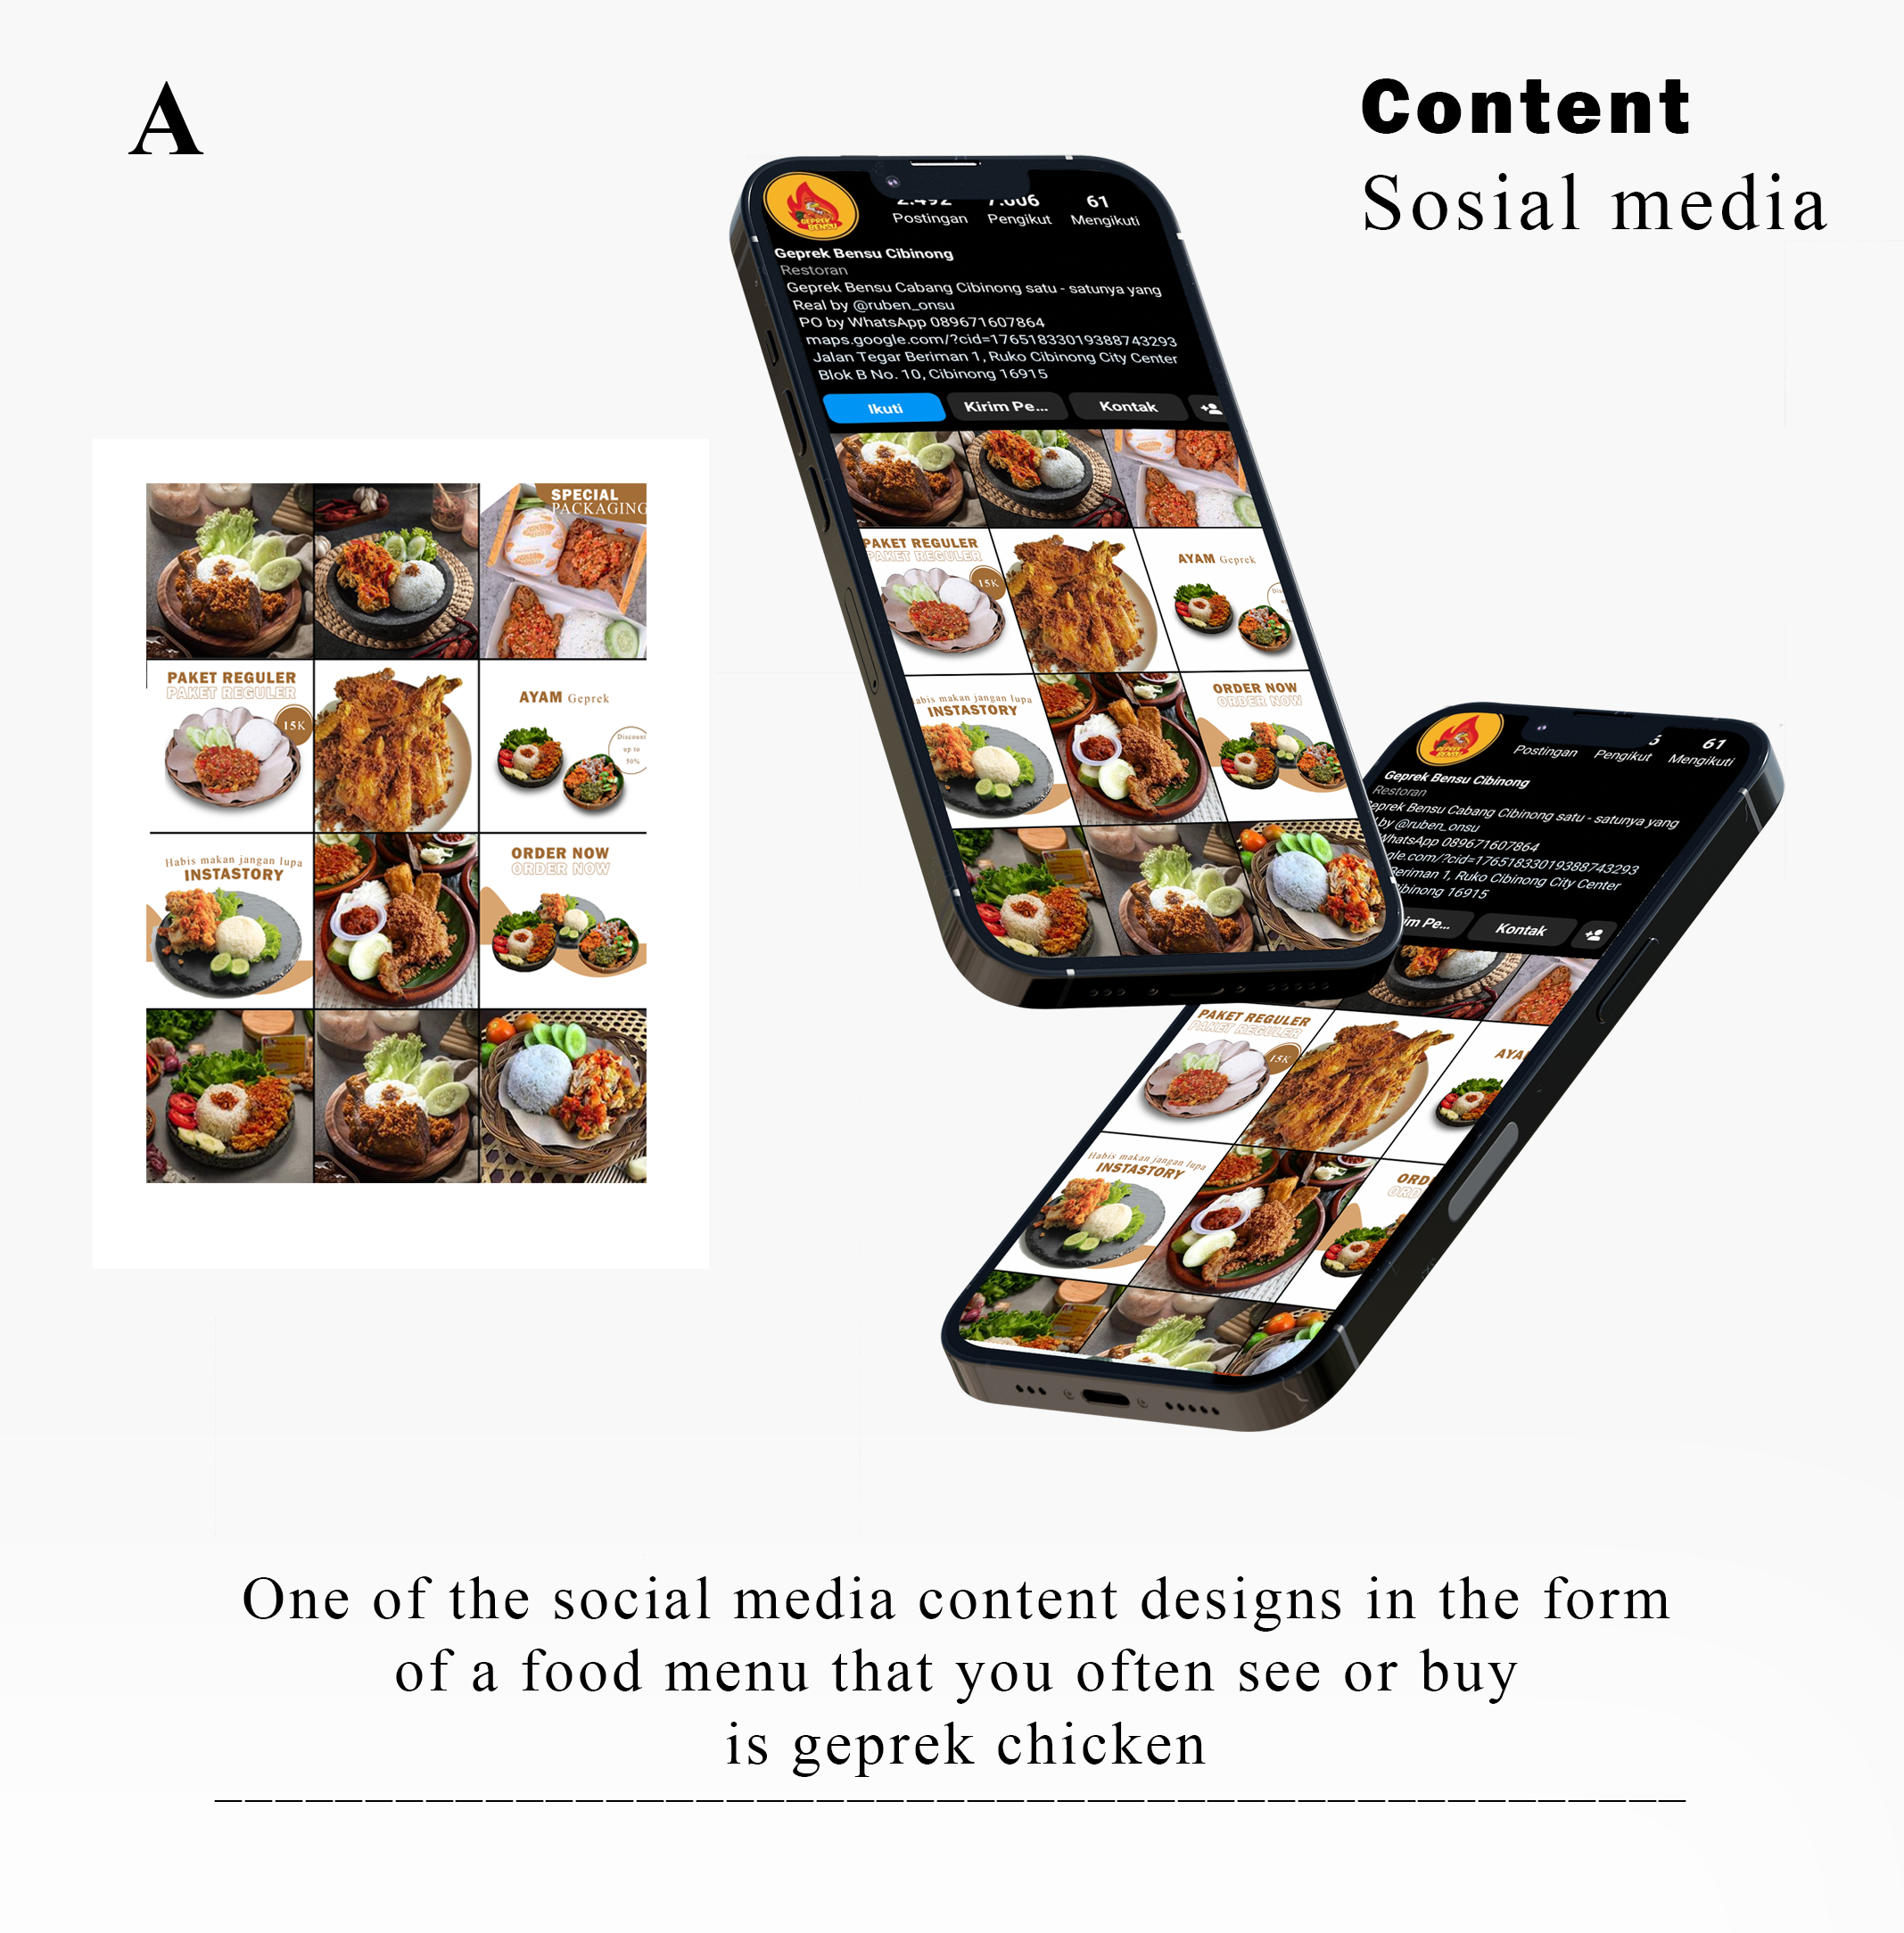 A
Content
Sosial media
61
Postingan Pengikut Mengikuti
GEPREK
BENSU
Geprek Bensu Cibinong
Restoran
Geprek Bensu Cabang Cibinong satu - satunya yang
Real by @ruben_onsu
PO by WhatsApp 089671607864
maps.google.com/?cid=17651833019388743293
Jalan Tegar Beriman 1, Ruko Cibinong City Center
Blok B No. 10, Cibinong 16915
Ikuti Kirim Pe... Kontak
PAKET REGULER
PAKET REGULER
15K
AYAM Geprek
abis makan jangan lupa
INSTASTORY
ORDER NOW
ORDER NOW
SPECIAL
PACKAGING
PAKET REGULER
PAKET REGULER
15K
AYAM Geprek
Discount
up to
50%
Habis makan jangan lupa
INSTASTORY
ORDER NOW
ORDER NOW
61
Postingan Pengikut Mengikuti
Geprek Bensu Cibinong
Restoran
eprek Bensu Cabang Cibinong satu - satunya yang
by @ruben_onsu
WhatsApp 089671607864
gle.com/?cid=17651833019388743293
Beriman 1, Ruko Cibinong City Center
ibinong 16915
im Pe... Kontak
PAKET REGULER
PAKET REGULER
15K
AYA
Habis makan jangan lupa
INSTASTORY
ORD
ORD
One of the social media content designs in the form
of a food menu that you often see or buy
is geprek chicken